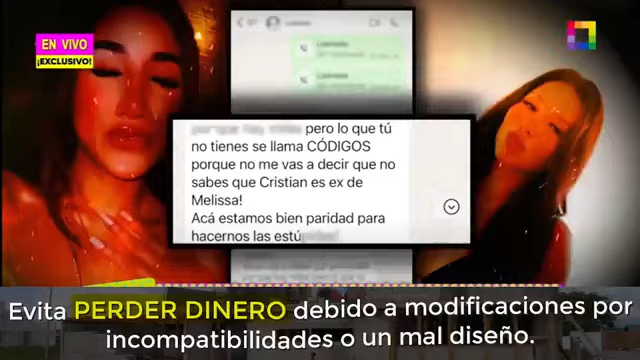 EN VIVO
¡EXCLUSIVO!
pero lo que tú
no tienes se llama CÓDIGOS
porque no me vas a decir que no
sabes que Cristian es ex de
Melissa!
Acá estamos bien paridad para
hacernos las
Evita PERDER DINERO debido a modificaciones por
incompatibilidades o un mal diseño.